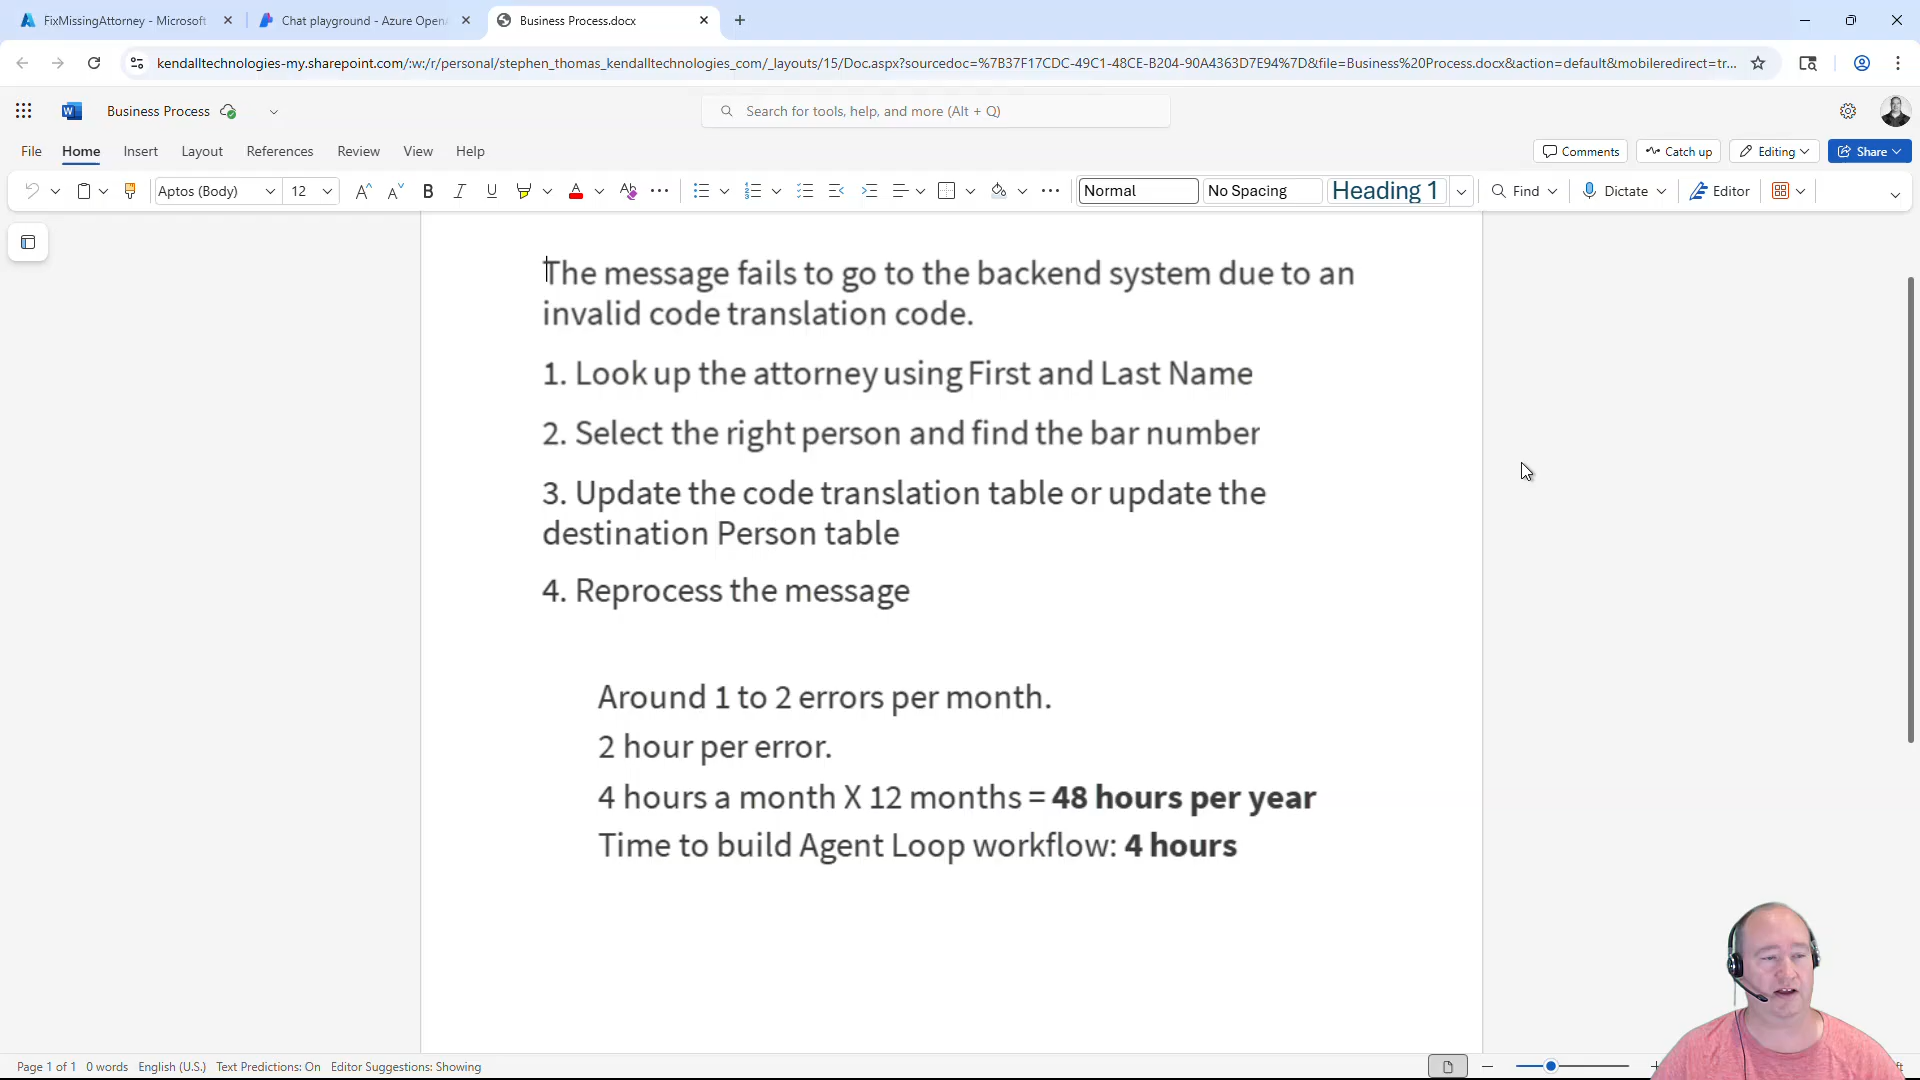 FixMissingAttorney - Microsoft
Chat playground - Azure Open
Business Process.docx
kendalltechnologies-my.sharepoint.com/:w:/r/personal/stephen_thomas_kendalltechnologies_com/_layouts/15/Doc.aspx?sourcedoc=%7B37F17CDC-49C1-48CE-B204-90A4363D7E94%7D&file=Business%20Process.docx&action=default&mobileredirect=tr...
Business Process
Search for tools, help, and more (Alt + Q)
File Home Insert Layout References Review View Help
Comments Catch up Editing Share
Aptos (Body) 12 Normal No Spacing Heading 1 Find Dictate Editor
The message fails to go to the backend system due to an
invalid code translation code.
1. Look up the attorney using First and Last Name
2. Select the right person and find the bar number
3. Update the code translation table or update the
destination Person table
4. Reprocess the message
Around 1 to 2 errors per month.
2 hour per error.
4 hours a month X 12 months = 48 hours per year
Time to build Agent Loop workflow: 4 hours
Page 1 of 1 0 words English (U.S.) Text Predictions: On Editor Suggestions: Showing